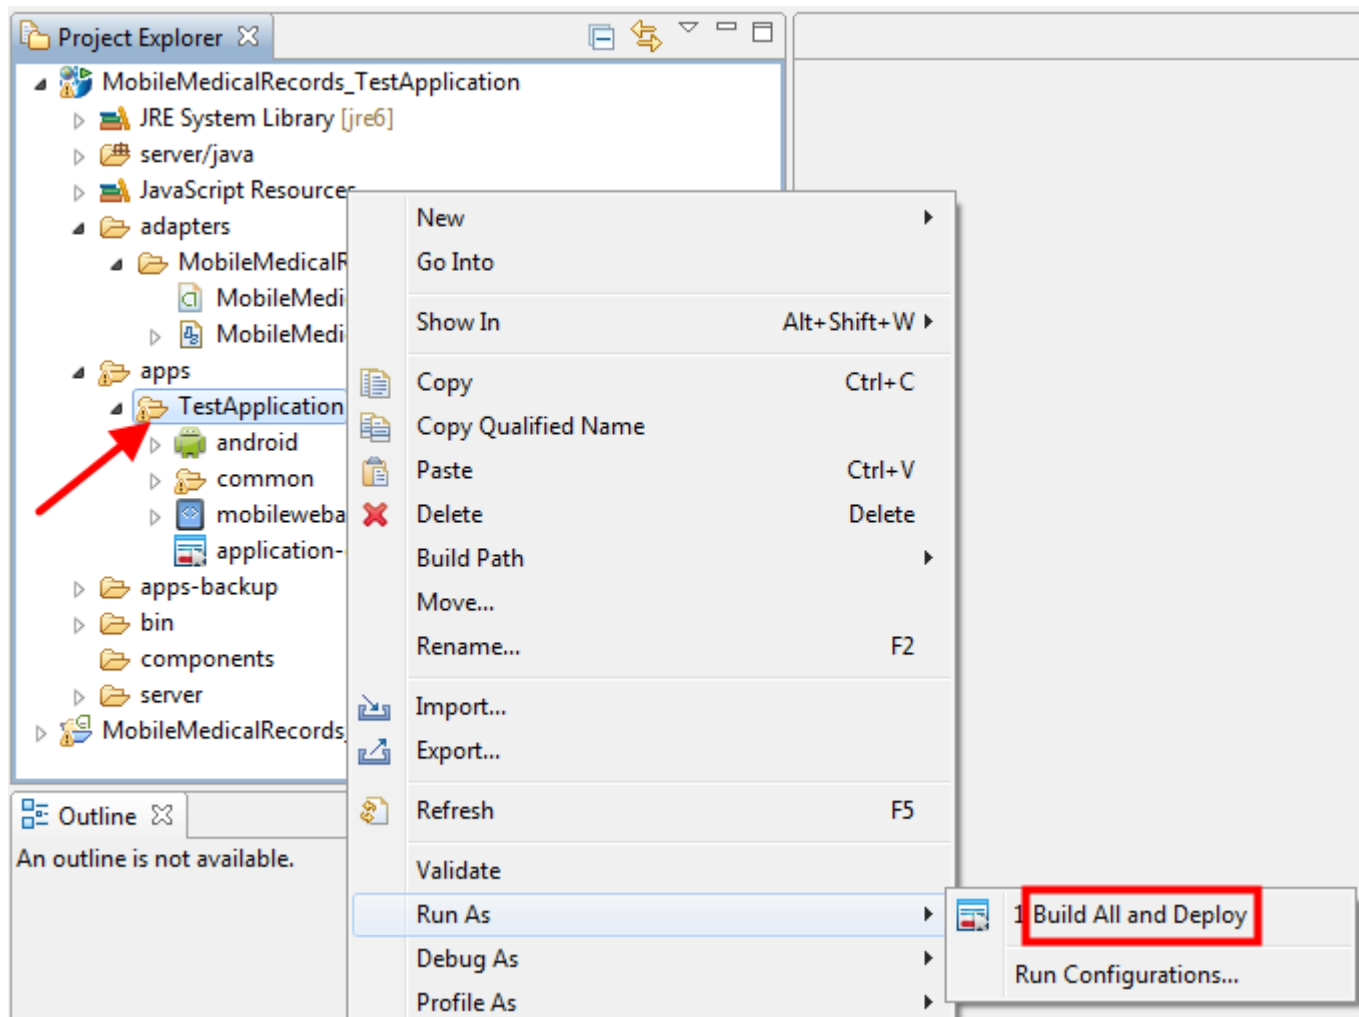 Project Explorer
MobileMedicalRecords_TestApplication
JRE System Library [jre6]
server/java
JavaScript Resources
adapters
MobileMedicalR
MobileMedi
MobileMedi
apps
TestApplication
android
common
mobileweba
application-
apps-backup
bin
components
server
MobileMedicalRecords_
Outline
An outline is not available.
New
Go Into
Show In Alt+Shift+W
Copy Ctrl+C
Copy Qualified Name
Paste Ctrl+V
Delete Delete
Build Path
Move...
Rename... F2
Import...
Export...
Refresh F5
Validate
Run As
Debug As
Profile As
1 Build All and Deploy
Run Configurations...